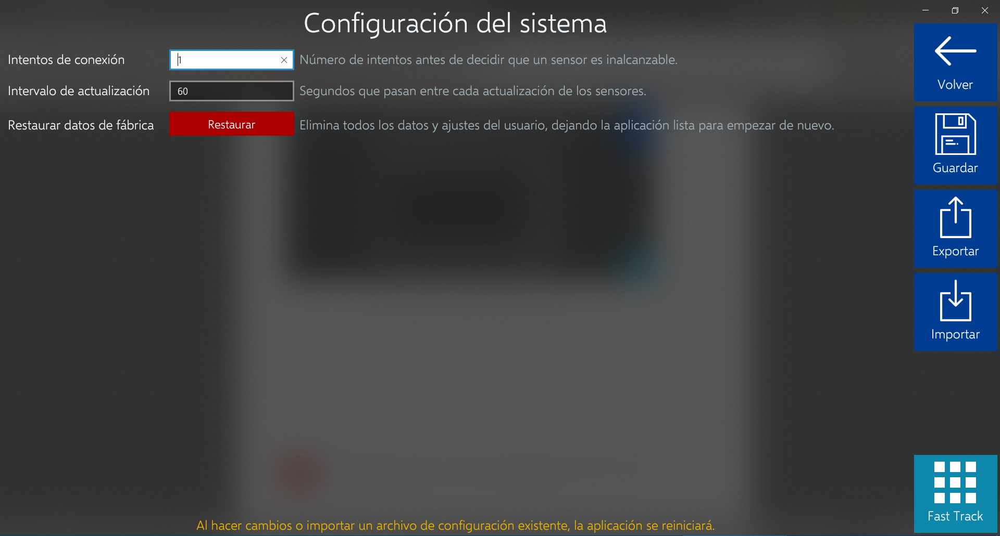 Configuración del sistema
Intentos de conexión
1
Número de intentos antes de decidir que un sensor es inalcanzable.
Intervalo de actualización
60
Segundos que pasan entre cada actualización de los sensores.
Restaurar datos de fábrica
Restaurar
Elimina todos los datos y ajustes del usuario, dejando la aplicación lista para empezar de nuevo.
Volver
Guardar
Exportar
Importar
Fast Track
Al hacer cambios o importar un archivo de configuración existente, la aplicación se reiniciará.